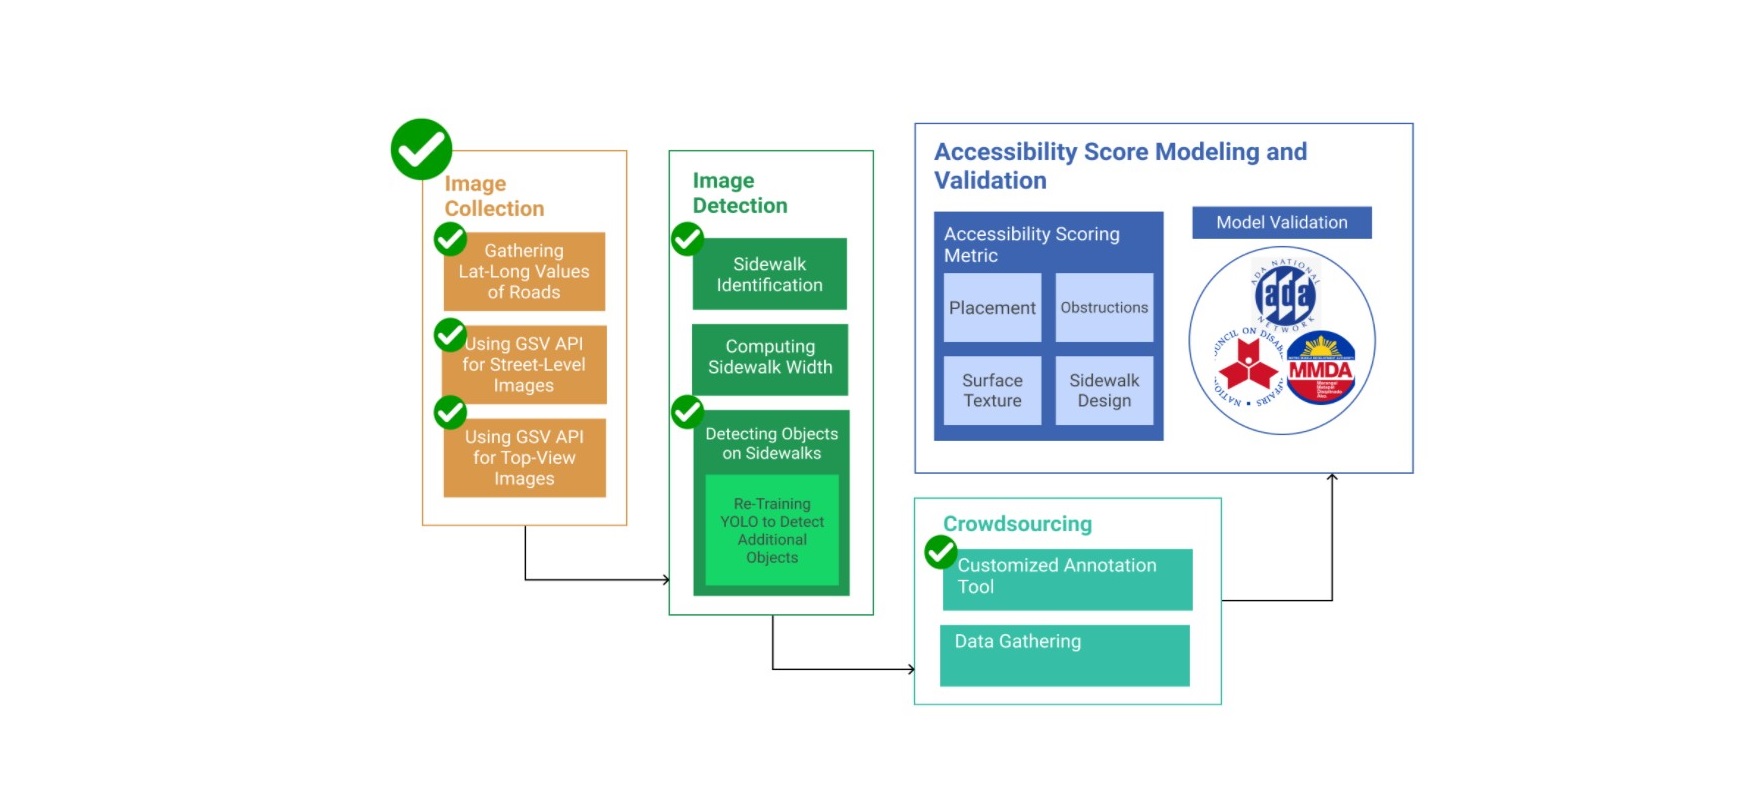 Image
Collection
Gathering
Lat-Long Values
of Roads
Using GSV API
for Street-Level
Images
Using GSV API
for Top-View
Images
Image
Detection
Sidewalk
Identification
Computing
Sidewalk Width
Detecting Objects
on Sidewalks
Re-Training
YOLO to Detect
Additional
Objects
Crowdsourcing
Customized Annotation
Tool
Data Gathering
Accessibility Score Modeling and
Validation
Accessibility Scoring
Metric
Placement
Obstructions
Surface
Texture
Sidewalk
Design
Model Validation
ADA NATIONAL
ada
NETWORK
UNCIL ON DISAB
AFFAIRS
NATIO
MMDA